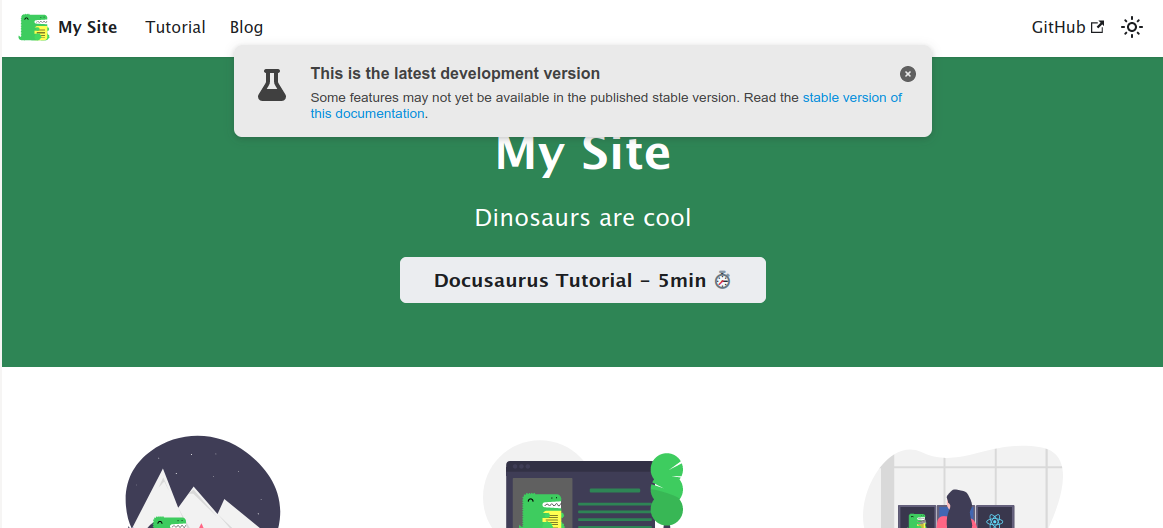 My Site Tutorial Blog GitHub
This is the latest development version
Some features may not yet be available in the published stable version. Read the stable version of
this documentation.
My Site
Dinosaurs are cool
Docusaurus Tutorial - 5min ⏱️